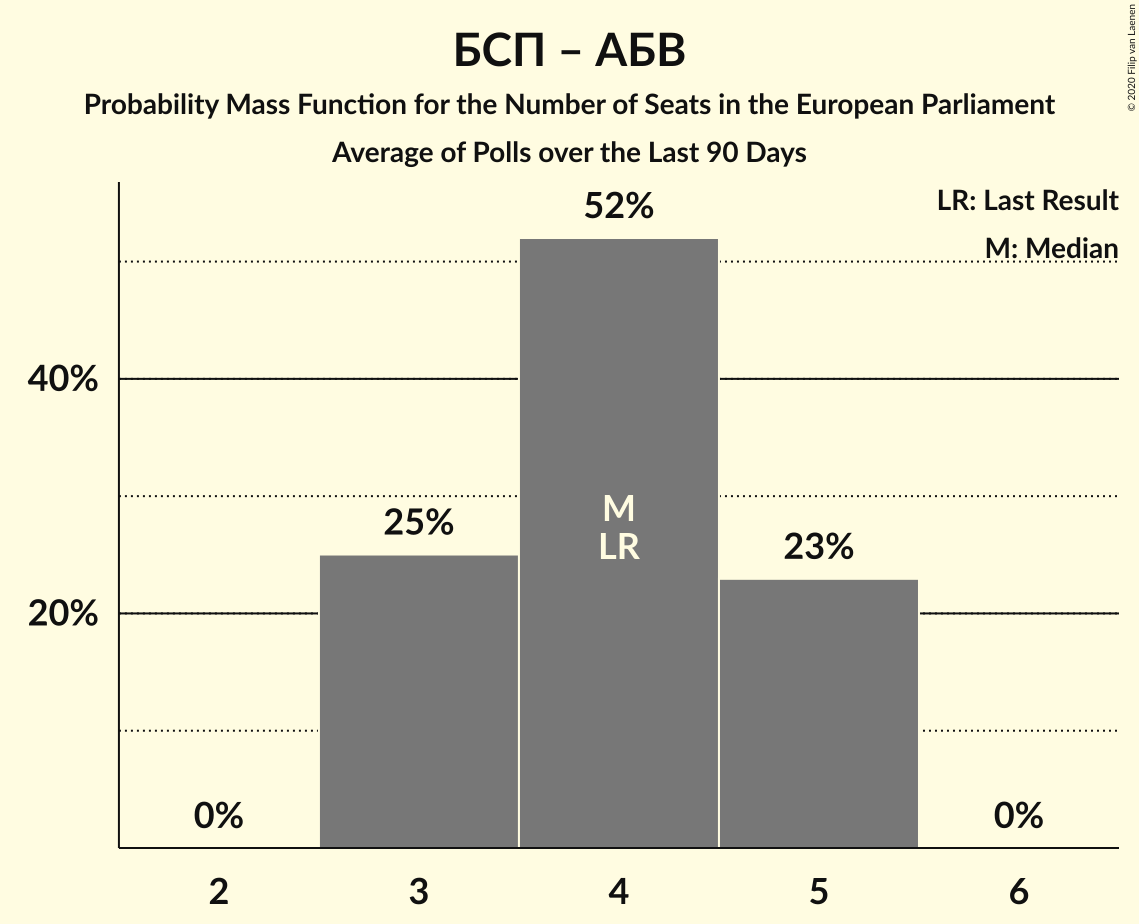 БСП – АБВ
Probability Mass Function for the Number of Seats in the European Parliament
Average of Polls over the Last 90 Days
© 2020 Filip van Laenen
LR: Last Result
M: Median
52%
40%
25%
M
LR
23%
20%
0%
0%
2
3
4
5
6